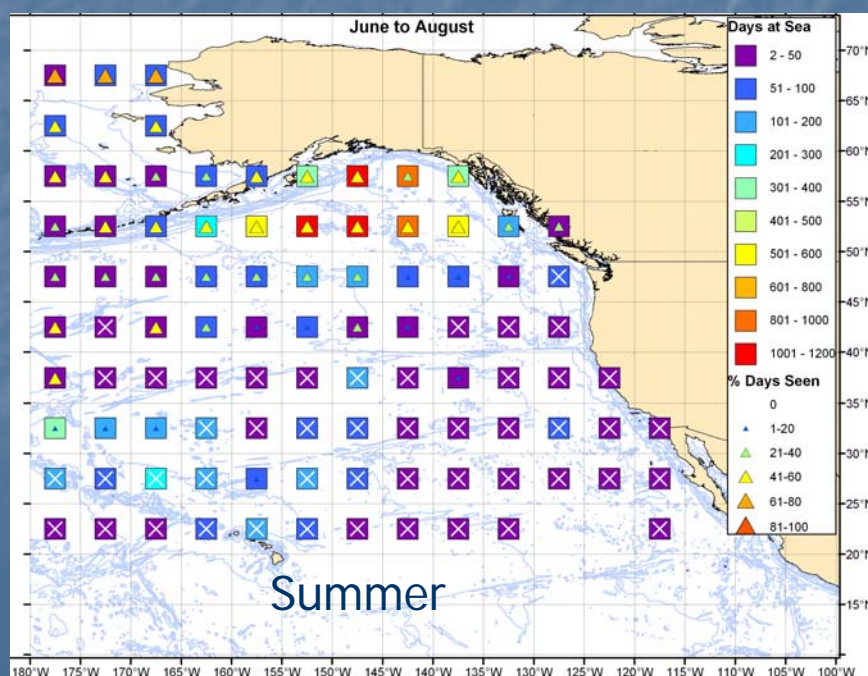 June to August
Days at Sea
2 - 50
51 - 100
101 - 200
201 - 300
301 - 400
401 - 500
501 - 600
601 - 800
801 - 1000
1001 - 1200
% Days Seen
0
1-20
21-40
41-60
61-80
81-100
70°N
65°N
60°N
55°N
50°N
45°N
40°N
35°N
30°N
25°N
20°N
15°N
Summer
180°W 175°W 170°W 165°W 160°W 155°W 150°W 145°W 140°W 135°W 130°W 125°W 120°W 115°W 110°W 105°W 100°W